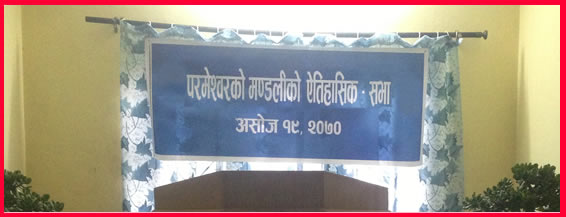 परमेश्वरको मण्डलीको ऐतिहासिक - सभा
असोज १९, २०७०